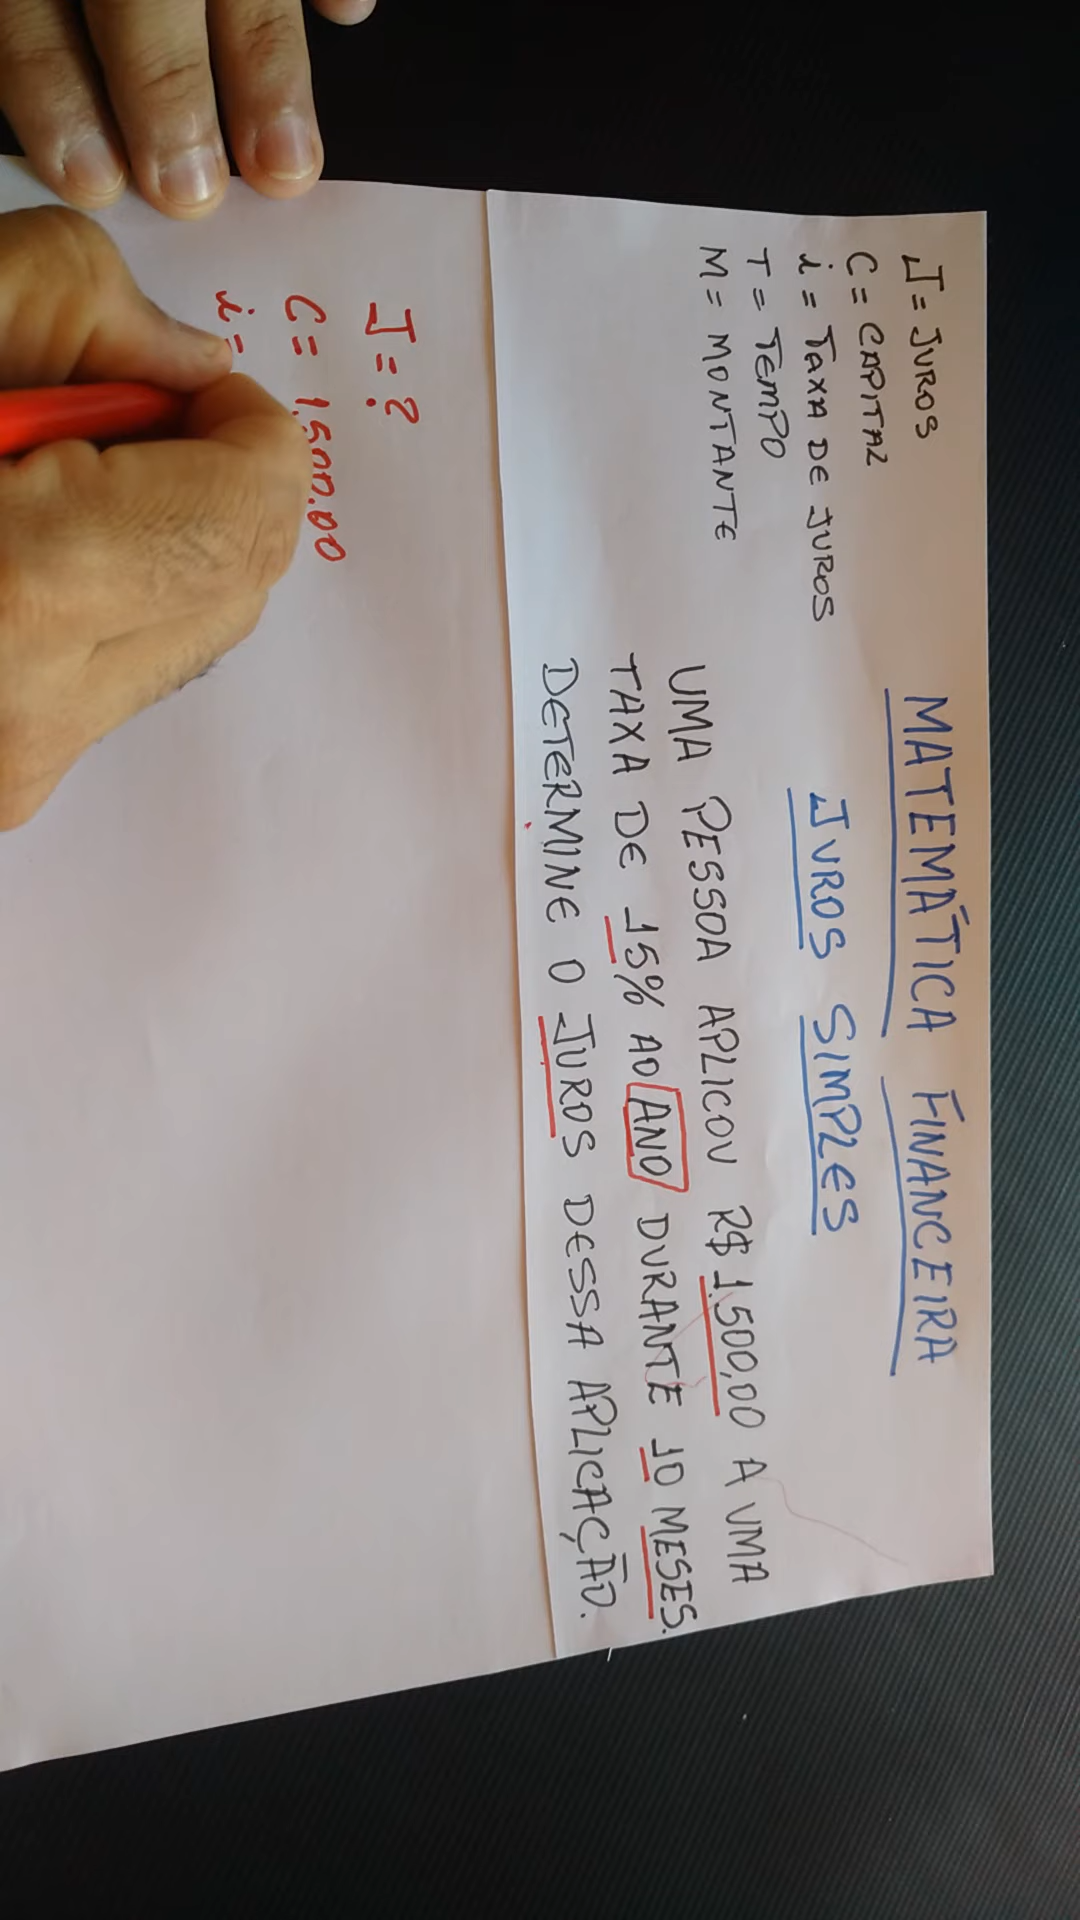 MATEMÁTICA FINANCEIRA
JUROS SIMPLES
J = JUROS
C = CAPITAL
i = TAXA DE JUROS
T = TEMPO
M = MONTANTE
UMA PESSOA APLICOU R$ 1.500,00 A UMA
TAXA DE 15% AO ANO DURANTE 10 MESES.
DETERMINE O JUROS DESSA APLICAÇÃO.
J = ?
C = 1.500,00
i =